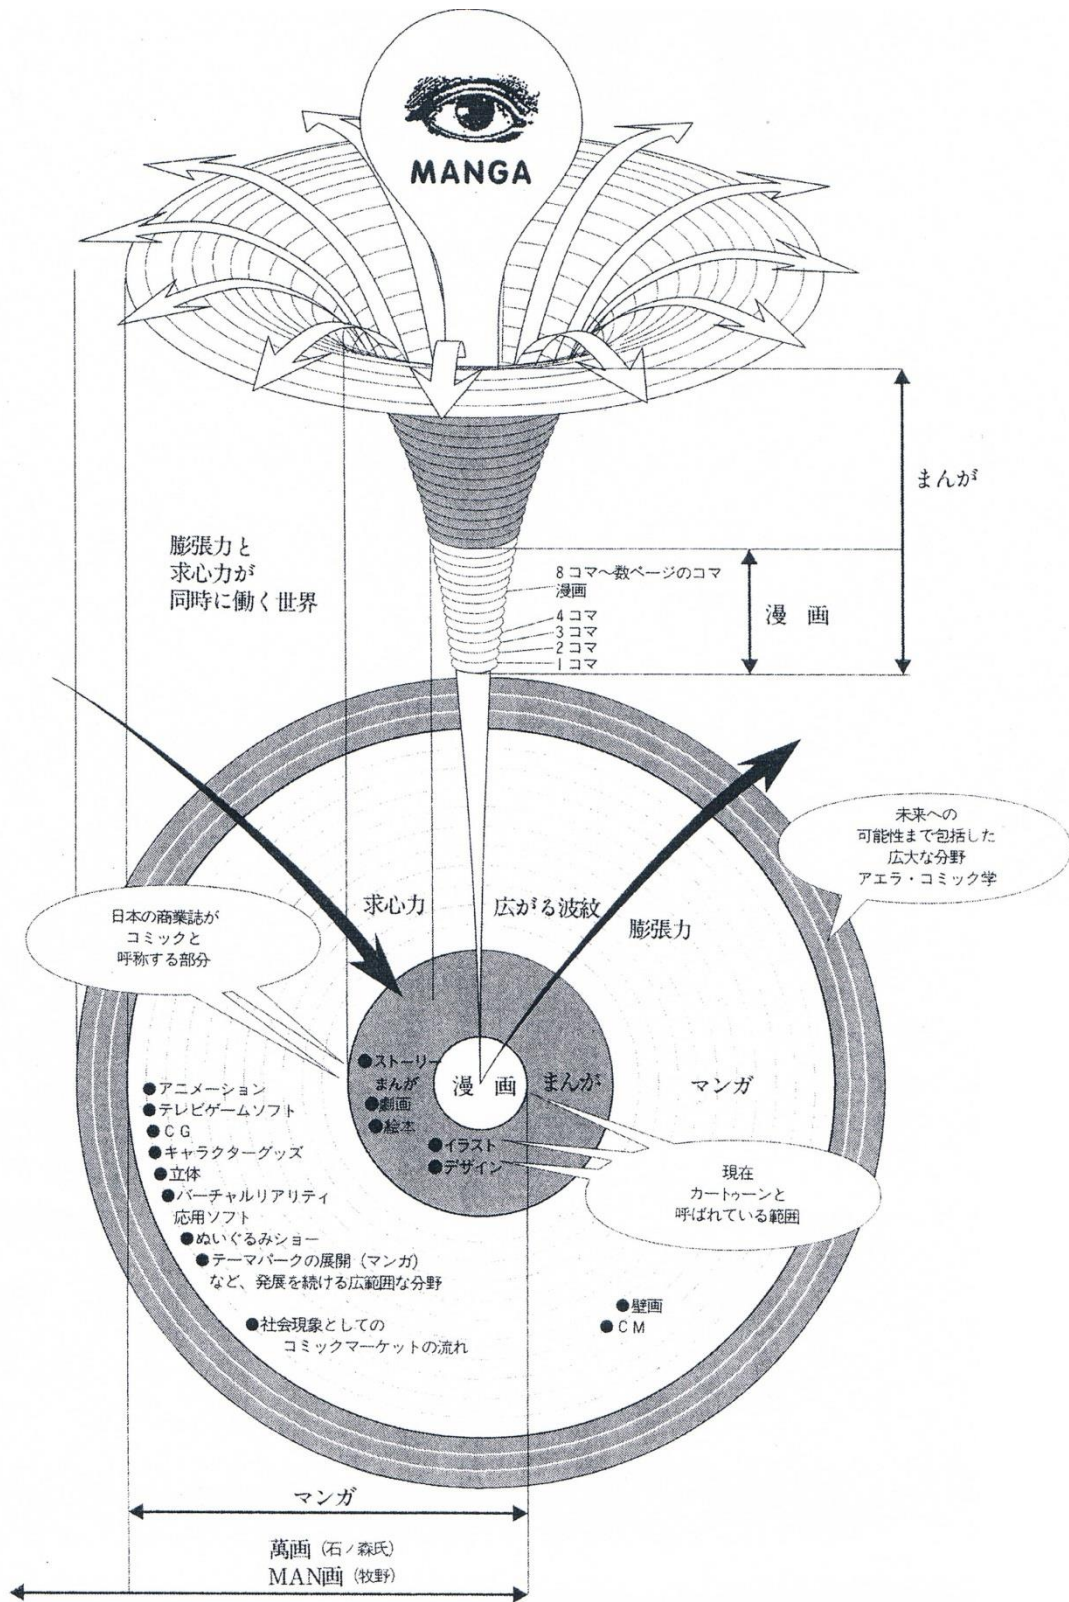 MANGA
まんが
膨張力と
求心力が
同時に働く世界
8コマ〜数ページのコマ
漫画
4コマ
3コマ
2コマ
1コマ
漫 画
未来への
可能性まで包括した
広大な分野
アエラ・コミック学
日本の商業誌が
コミックと
呼称する部分
求心力
広がる波紋
膨張力
●ストーリー
まんが
●劇画
●絵本
漫 画
まんが
マンガ
●イラスト
●デザイン
●アニメーション
●テレビゲームソフト
●CG
●キャラクターグッズ
●立体
●バーチャルリアリティ
応用ソフト
●ぬいぐるみショー
●テーマパークの展開(マンガ)
など、発展を続ける広範囲な分野
●社会現象としての
コミックマーケットの流れ
現在
カートゥーンと
呼ばれている範囲
●壁画
●CM
マンガ
萬画(石ノ森氏)
MAN画(牧野)